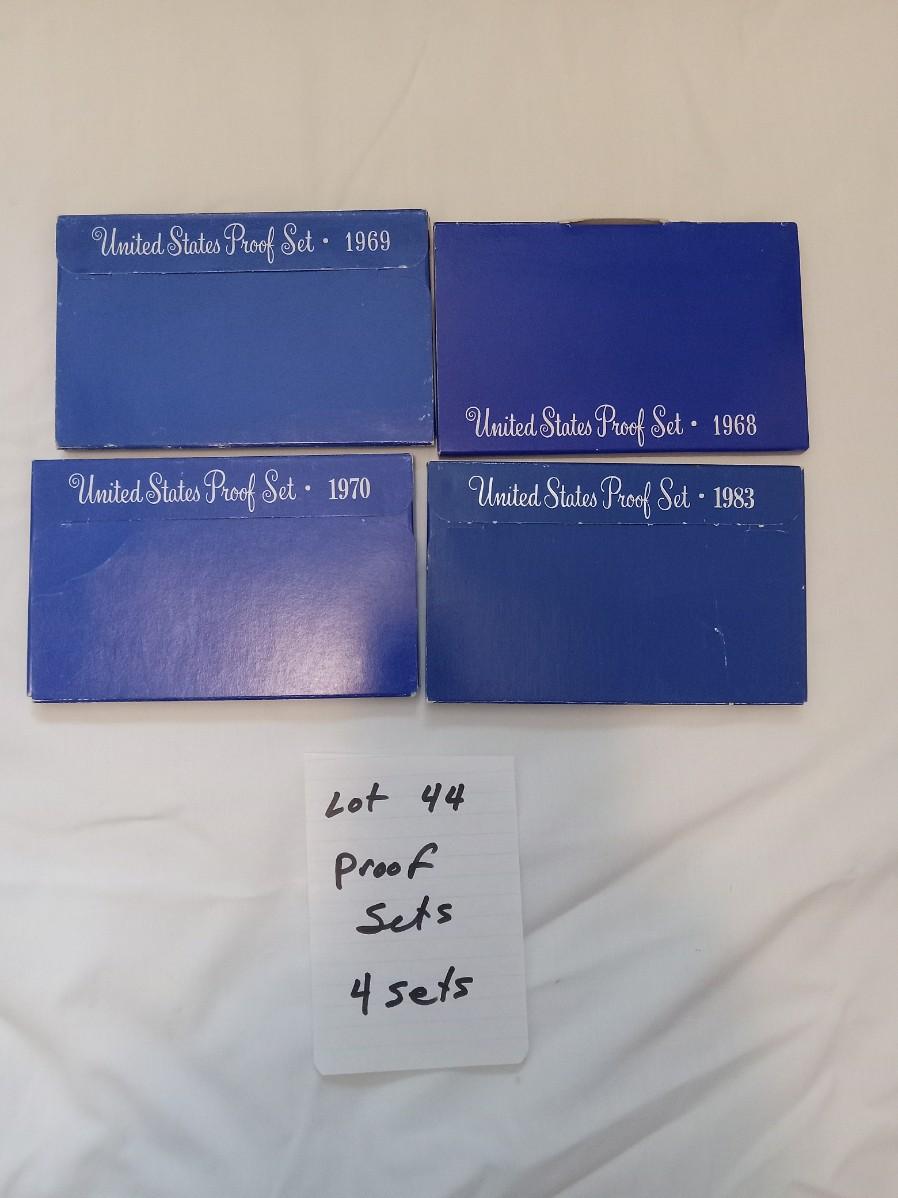 United States Proof Set • 1969
United States Proof Set • 1968
United States Proof Set • 1970
United States Proof Set • 1983
Lot 44
Proof
Sets
4 sets